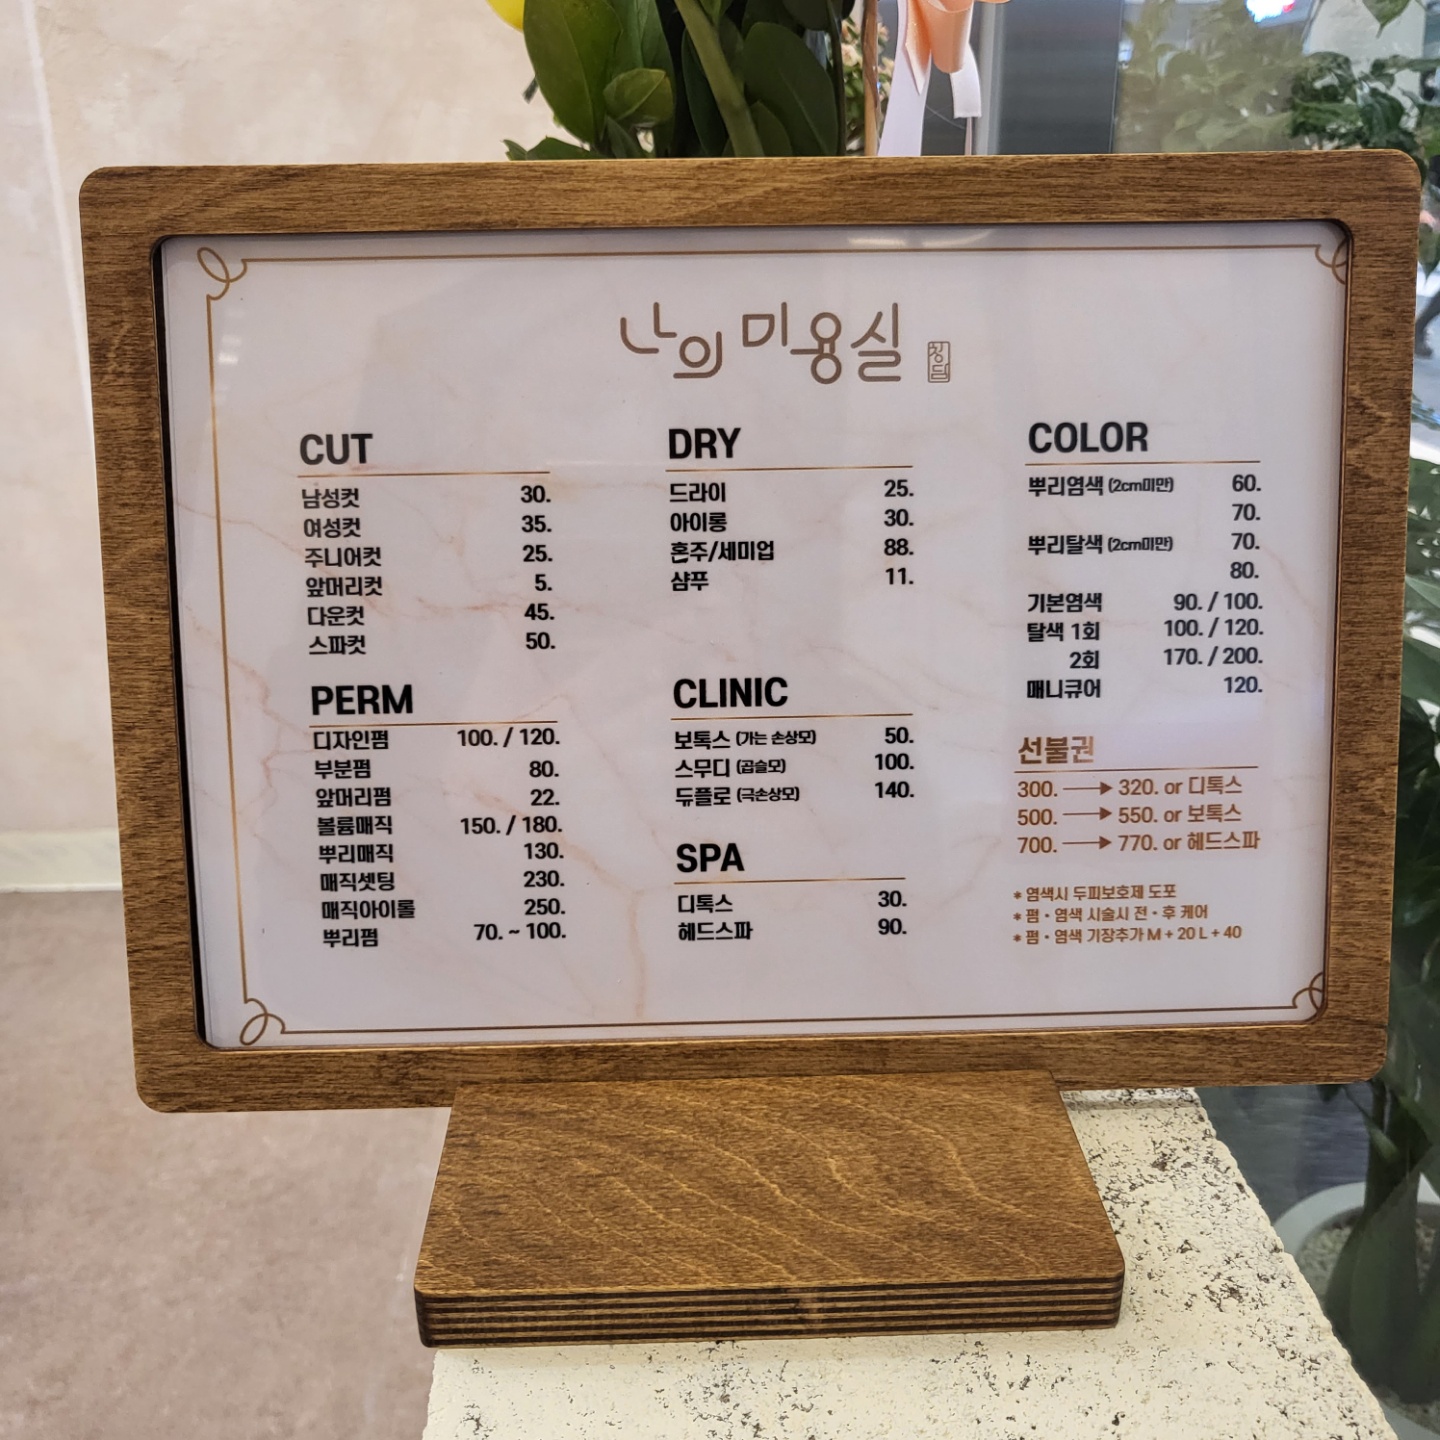 나의 미용실 청담
CUT
남성컷 30.
여성컷 35.
주니어컷 25.
앞머리컷 5.
다운컷 45.
스파컷 50.
PERM
디자인펌 100. / 120.
부분펌 80.
앞머리펌 22.
볼륨매직 150. / 180.
뿌리매직 130.
매직셋팅 230.
매직아이롤 250.
뿌리펌 70. ~ 100.
DRY
드라이 25.
아이롱 30.
혼주/세미업 88.
샴푸 11.
CLINIC
보톡스 (가는 손상모) 50.
스무디 (곱슬모) 100.
듀플로 (극손상모) 140.
SPA
디톡스 30.
헤드스파 90.
COLOR
뿌리염색 (2cm미만) 60.
70.
뿌리탈색 (2cm미만) 70.
80.
기본염색 90. / 100.
탈색 1회 100. / 120.
2회 170. / 200.
매니큐어 120.
선불권
300. → 320. or 디톡스
500. → 550. or 보톡스
700. → 770. or 헤드스파
* 염색시 두피보호제 도포
* 펌 · 염색 시술시 전 · 후 케어
* 펌 · 염색 기장추가 M + 20 L + 40